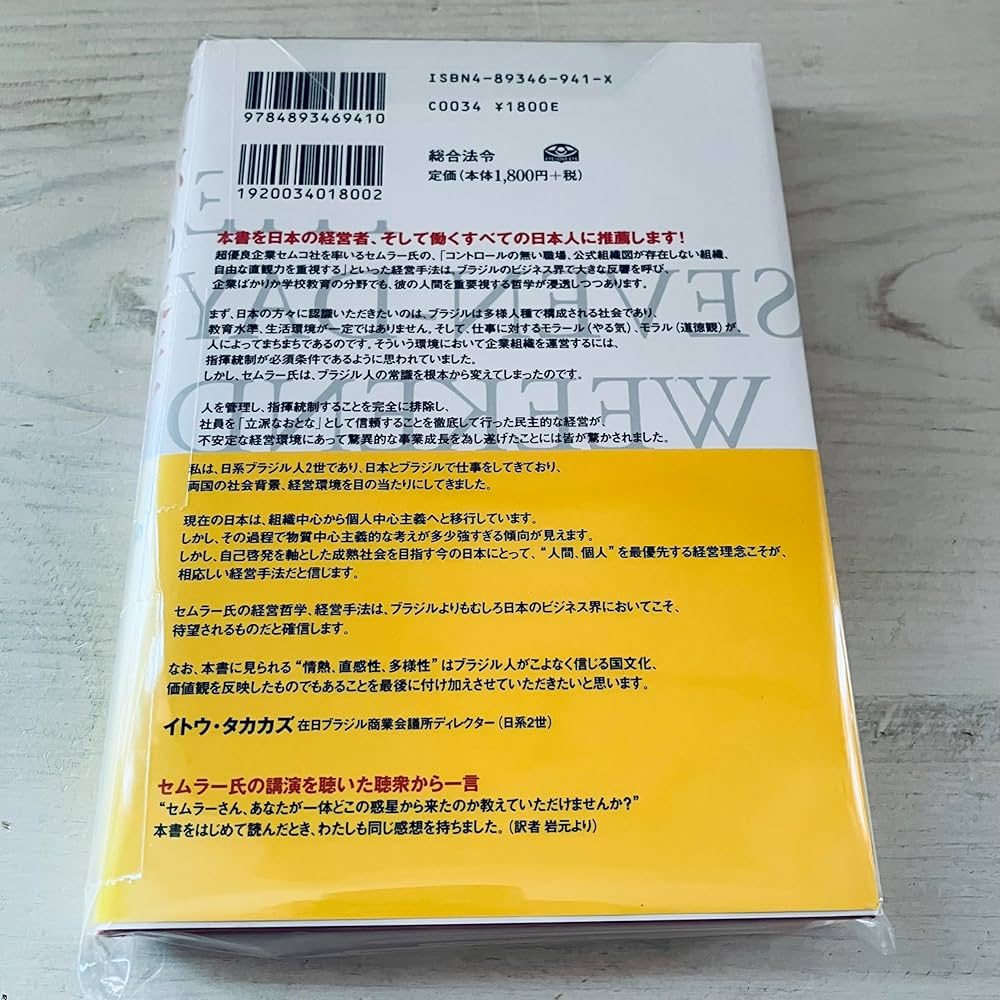 ISBN4-89346-941-X
C0034 ¥1800E
9784893469410
総合法令
定価(本体1,800円+税)
1920034018002
THE
SEVEN-DAY
WEEKEND
本書を日本の経営者、そして働くすべての日本人に推薦します!
超優良企業セムコ社を率いるセムラー氏の、「コントロールの無い職場、公式組織図が存在しない組織、
自由な直観力を重視する」といった経営手法は、ブラジルのビジネス界で大きな反響を呼び、
企業ばかりか学校教育の分野でも、彼の人間を重要視する哲学が浸透しつつあります。
まず、日本の方々に認識いただきたいのは、ブラジルは多様人種で構成される社会であり、
教育水準、生活環境が一定ではありません。そして、仕事に対するモラール(やる気)、モラル(道徳観)が、
人によってまちまちであるのです。そういう環境において企業組織を運営するには、
指揮統制が必須条件であるように思われていました。
しかし、セムラー氏は、ブラジル人の常識を根本から変えてしまったのです。
人を管理し、指揮統制することを完全に排除し、
社員を「立派なおとな」として信頼することを徹底して行った民主的な経営が、
不安定な経営環境にあって驚異的な事業成長を為し遂げたことには皆が驚かされました。
私は、日系ブラジル人2世であり、日本とブラジルで仕事をしてきており、
両国の社会背景、経営環境を目の当たりにしてきました。
現在の日本は、組織中心から個人中心主義へと移行しています。
しかし、その過程で物質中心主義的な考えが多少強すぎる傾向が見えます。
しかし、自己啓発を軸とした成熟社会を目指す今の日本にとって、“人間、個人”を最優先する経営理念こそが、
相応しい経営手法だと信じます。
セムラー氏の経営哲学、経営手法は、ブラジルよりもむしろ日本のビジネス界においてこそ、
待望されるものだと確信します。
なお、本書に見られる“情熱、直感性、多様性”はブラジル人がこよなく信じる国文化、
価値観を反映したものでもあることを最後に付け加えさせていただきたいと思います。
イトウ・タカカズ 在日ブラジル商業会議所ディレクター(日系2世)
セムラー氏の講演を聴いた聴衆から一言
“セムラーさん、あなたが一体どこの惑星から来たのか教えていただけませんか?”
本書をはじめて読んだとき、わたしも同じ感想を持ちました。(訳者 岩元より)